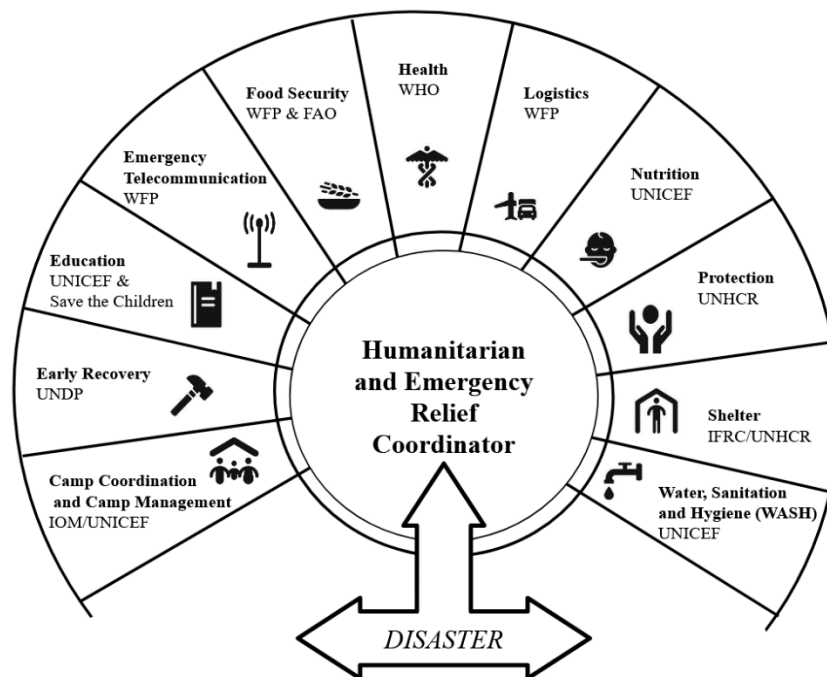 Health
WHO
Food Security
WFP & FAO
Logistics
WFP
Emergency
Telecommunication
WFP
Nutrition
UNICEF
Education
UNICEF &
Save the Children
Protection
UNHCR
Early Recovery
UNDP
Shelter
IFRC/UNHCR
Camp Coordination
and Camp Management
IOM/UNICEF
Water, Sanitation
and Hygiene (WASH)
UNICEF
Humanitarian
and Emergency
Relief
Coordinator
DISASTER